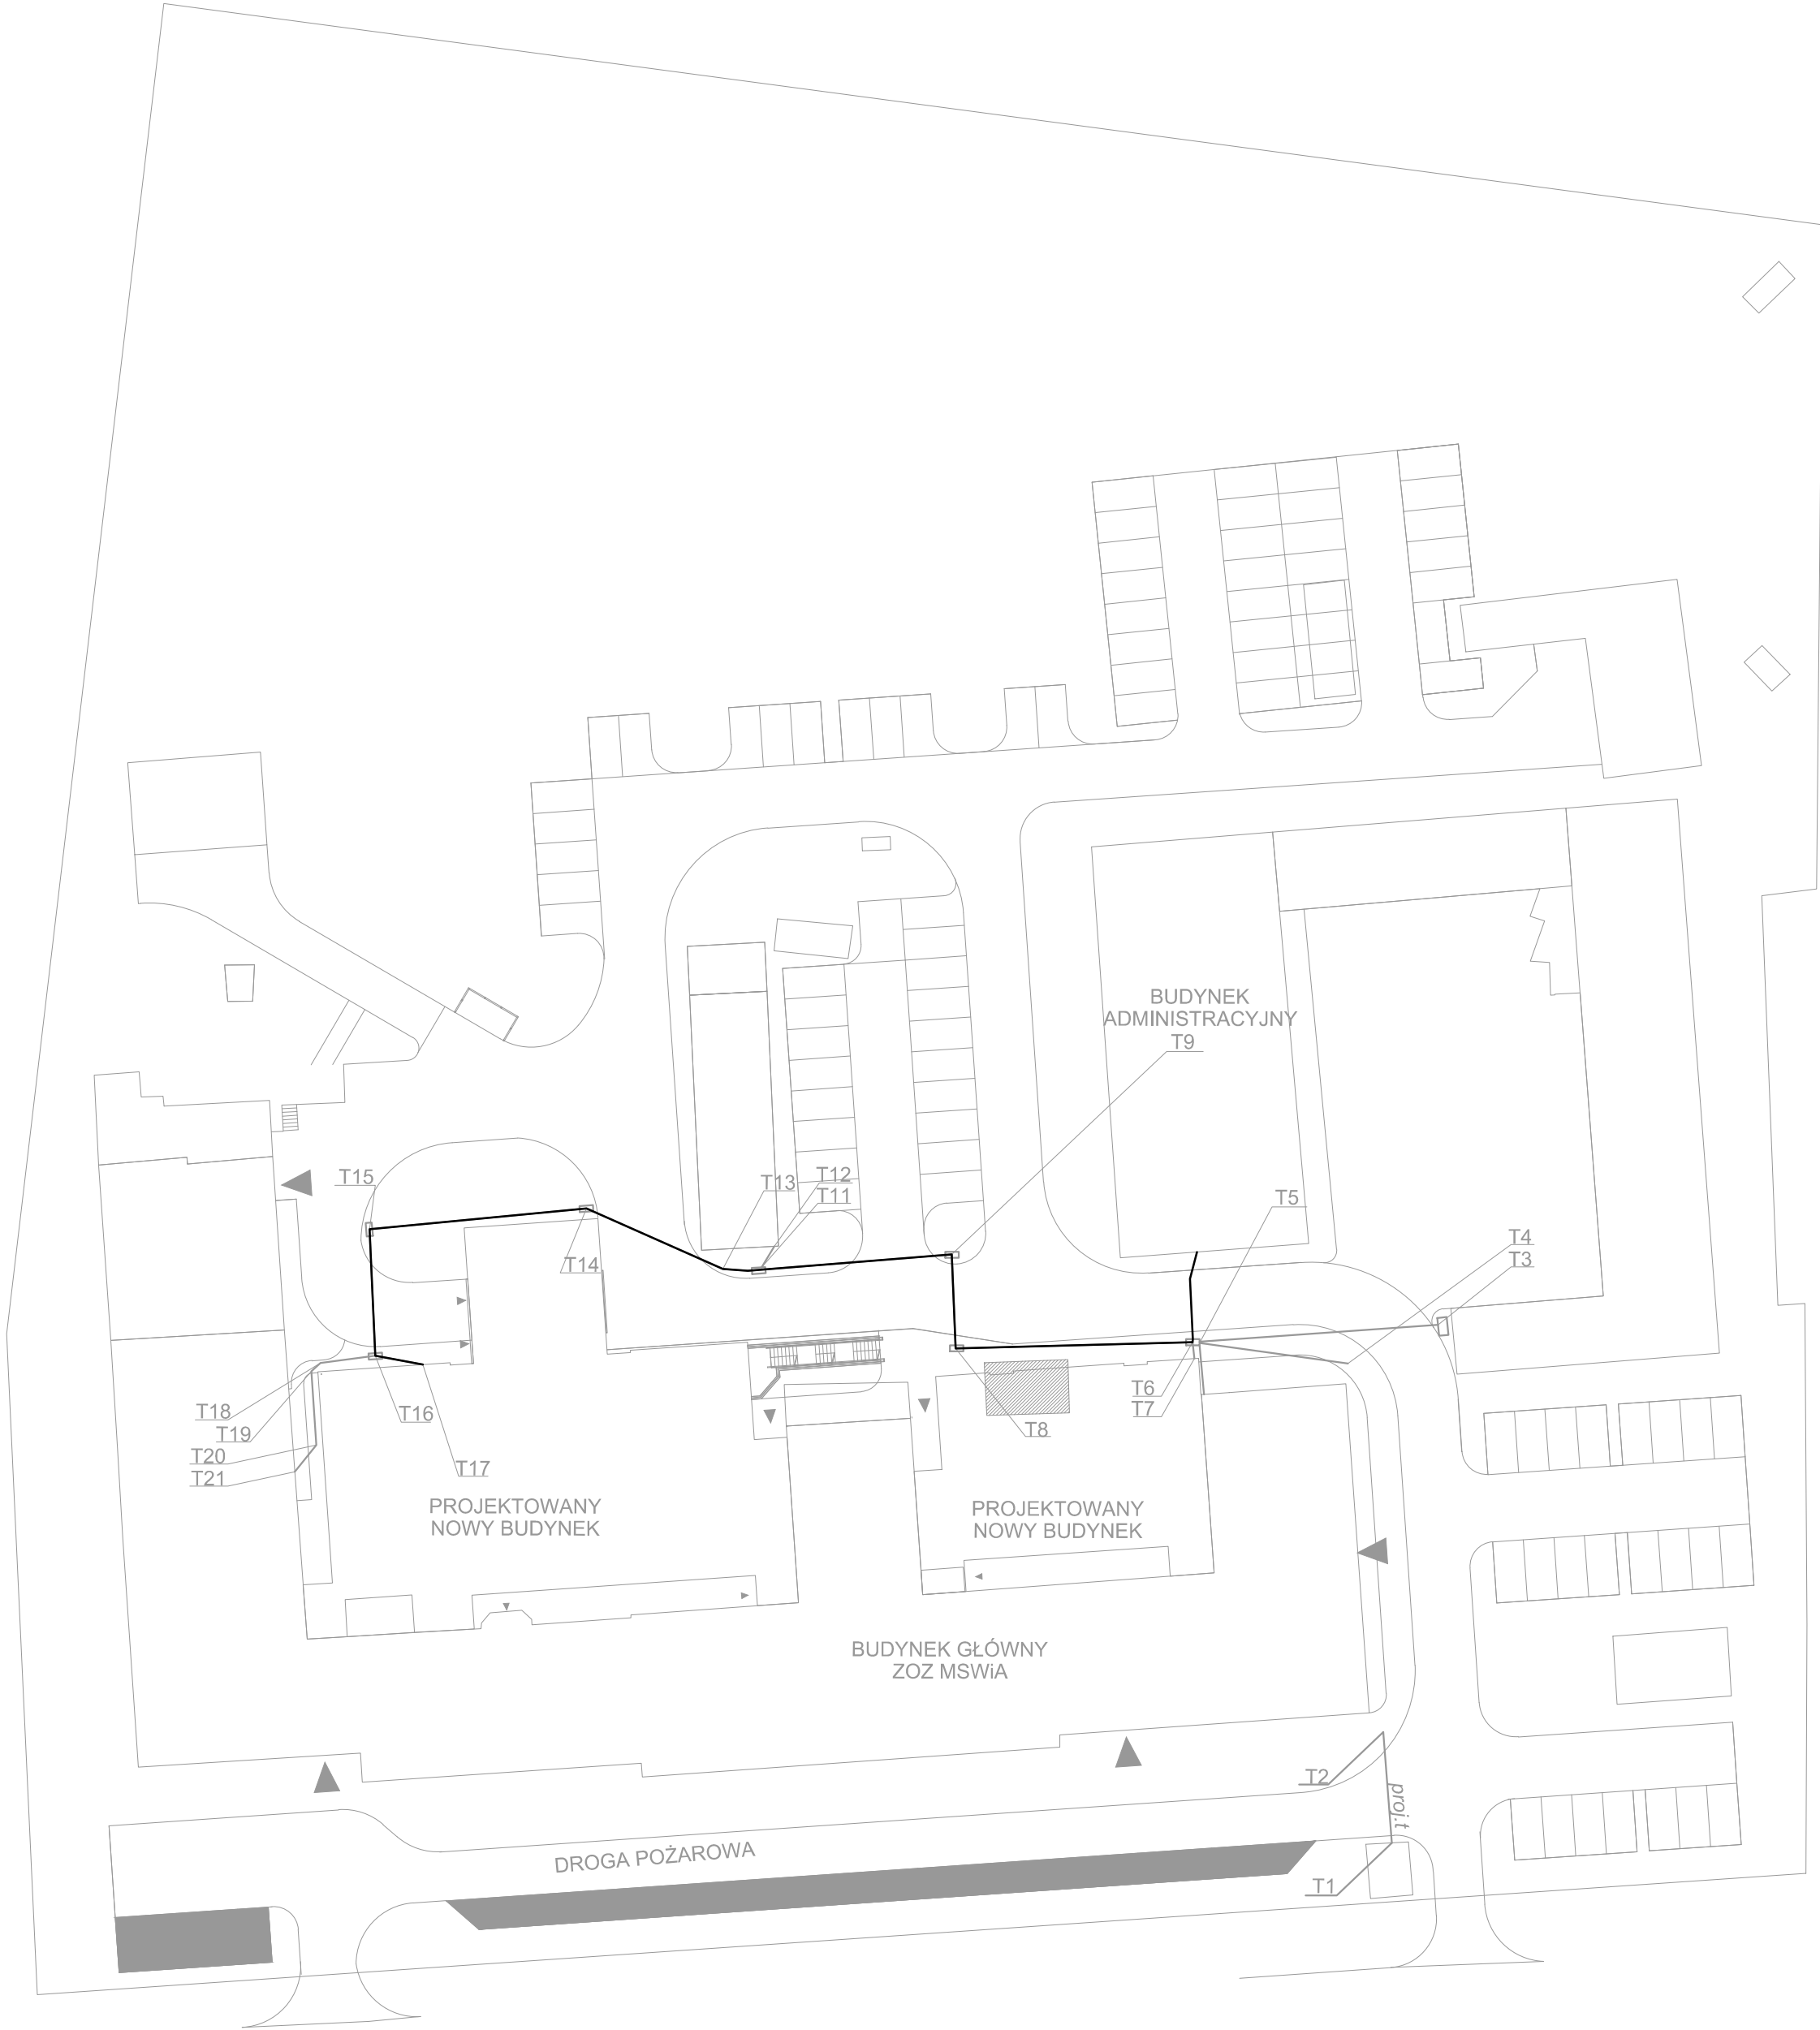 BUDYNEK
ADMINISTRACYJNY
T9
T15
T13
T12
T11
T5
T14
T4
T3
T6
T7
T8
T18
T19
T20
T21
T16
T17
PROJEKTOWANY
NOWY BUDYNEK
PROJEKTOWANY
NOWY BUDYNEK
BUDYNEK GŁÓWNY
ZOZ MSWiA
T2
proj.t
DROGA POŻAROWA
T1